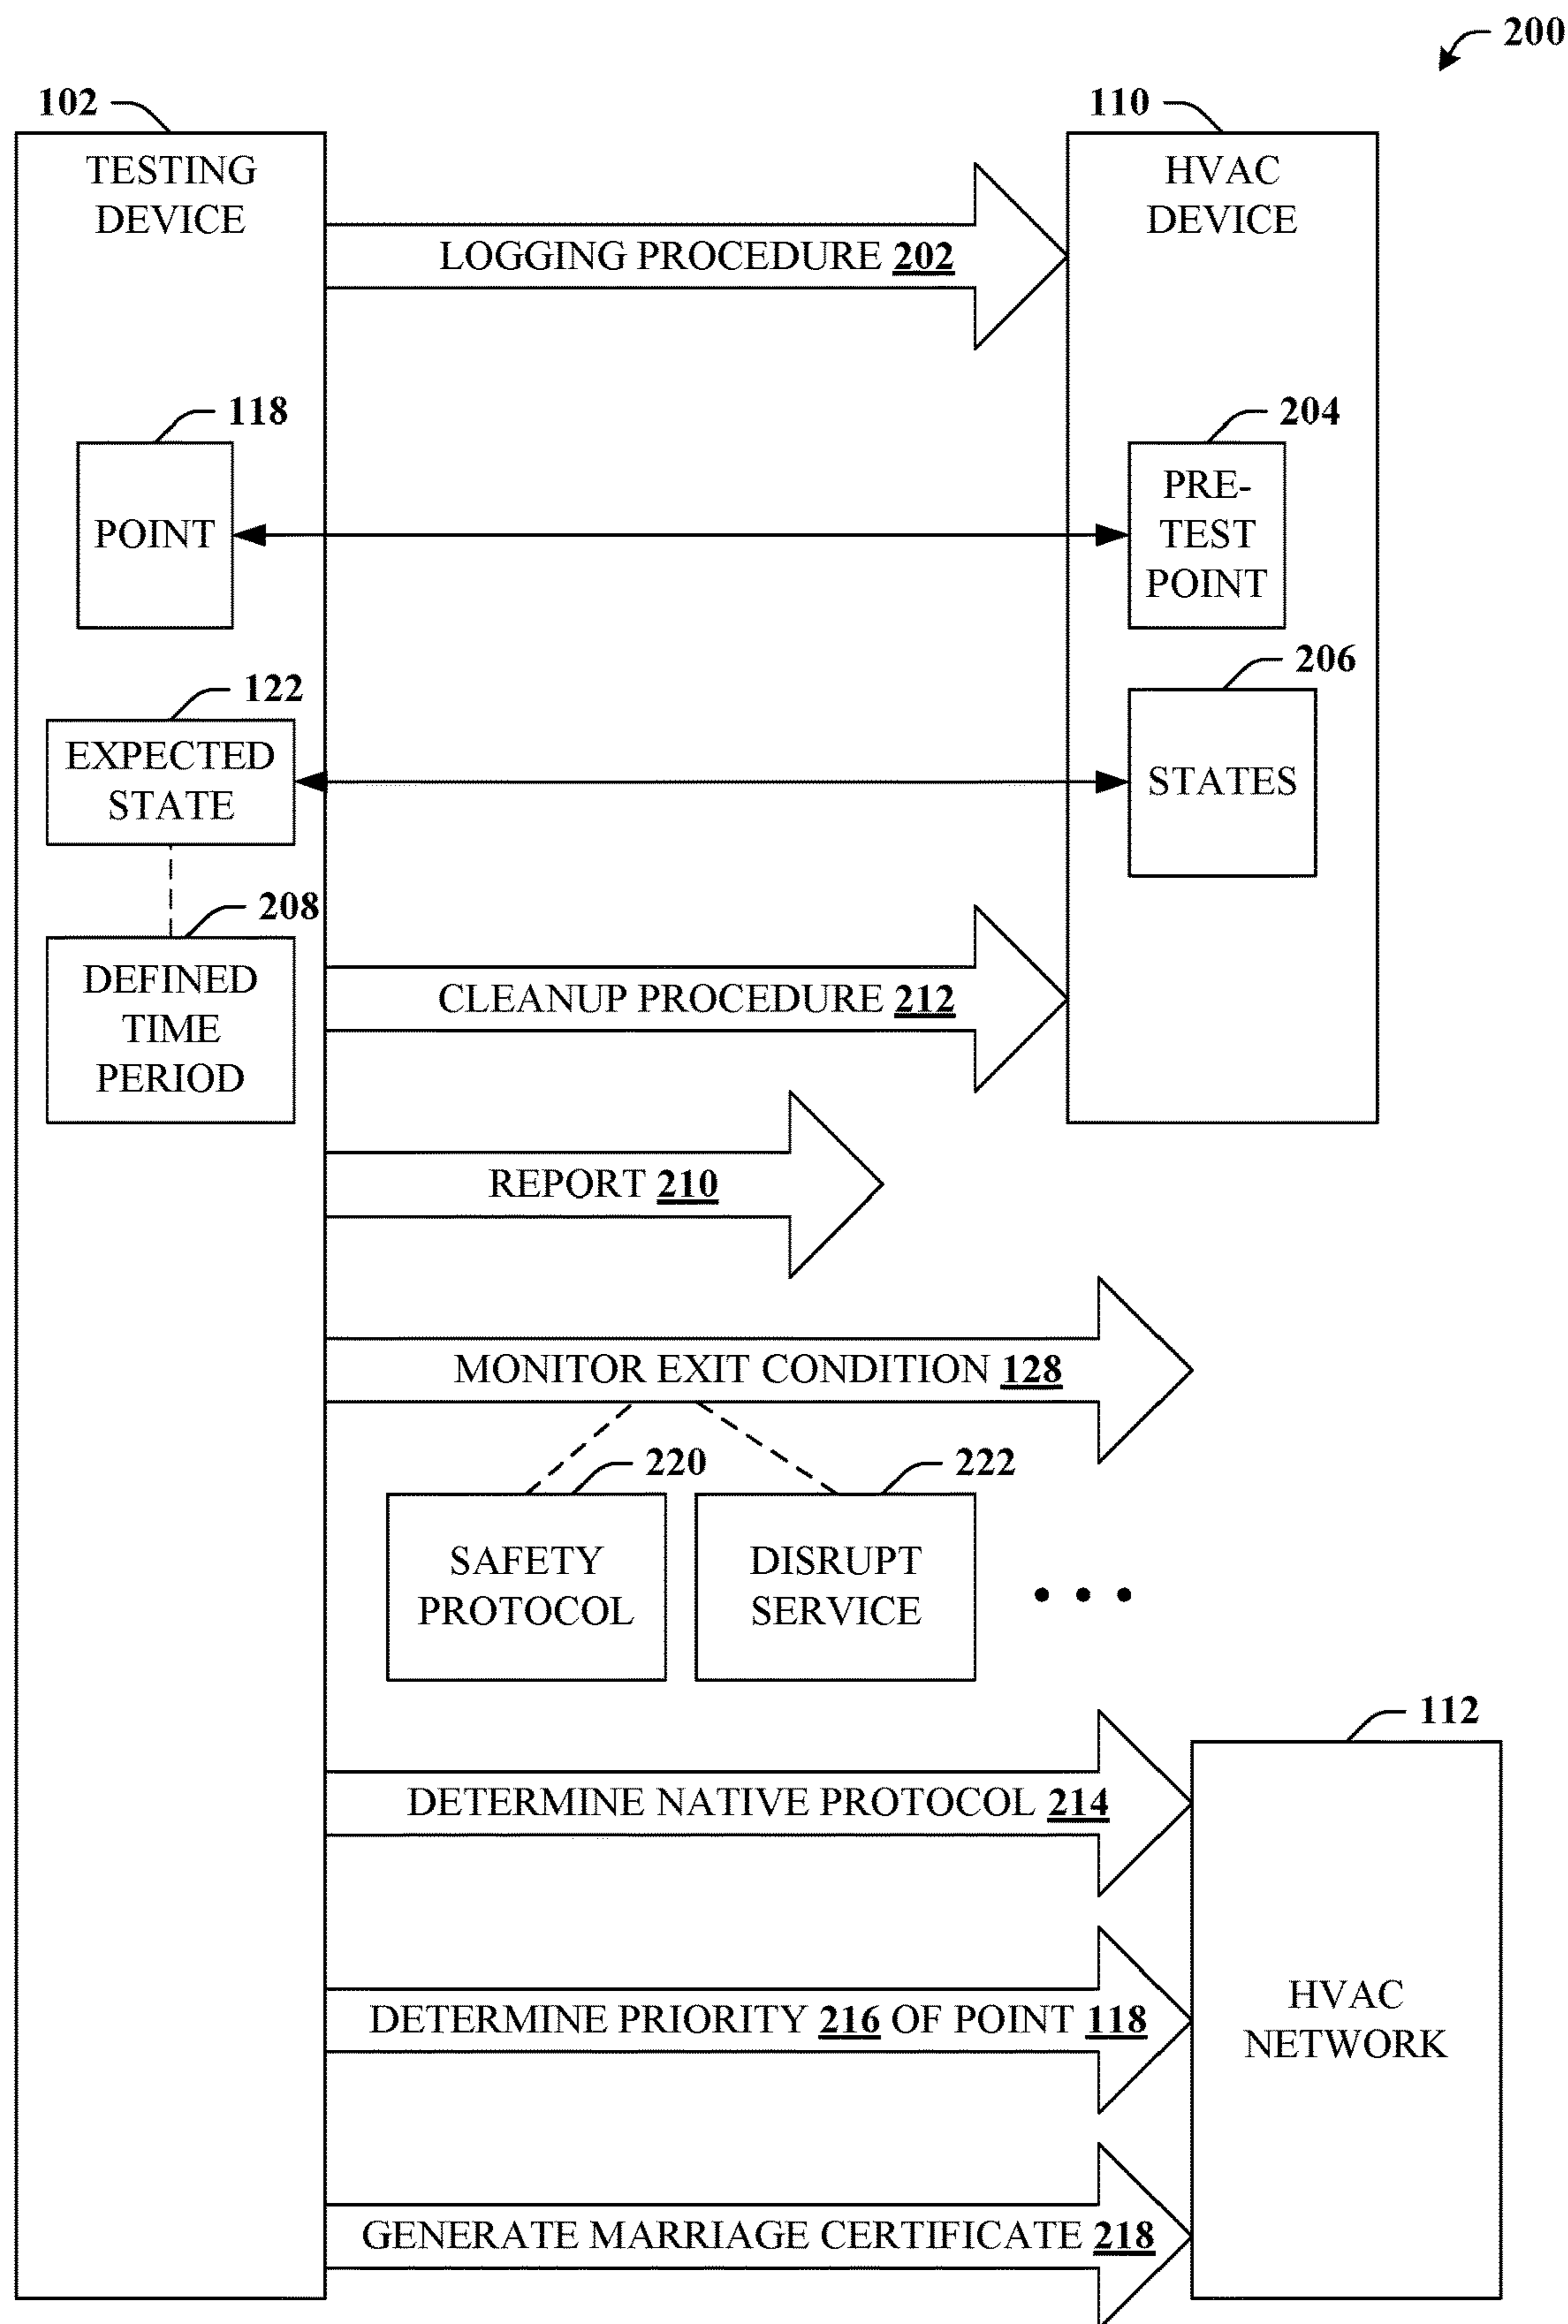 200
102
110
TESTING
DEVICE
HVAC
DEVICE
LOGGING PROCEDURE 202
118
204
POINT
PRE-
TEST
POINT
122
206
EXPECTED
STATE
STATES
208
DEFINED
TIME
PERIOD
CLEANUP PROCEDURE 212
REPORT 210
MONITOR EXIT CONDITION 128
220
222
SAFETY
PROTOCOL
DISRUPT
SERVICE
112
DETERMINE NATIVE PROTOCOL 214
HVAC
NETWORK
DETERMINE PRIORITY 216 OF POINT 118
GENERATE MARRIAGE CERTIFICATE 218